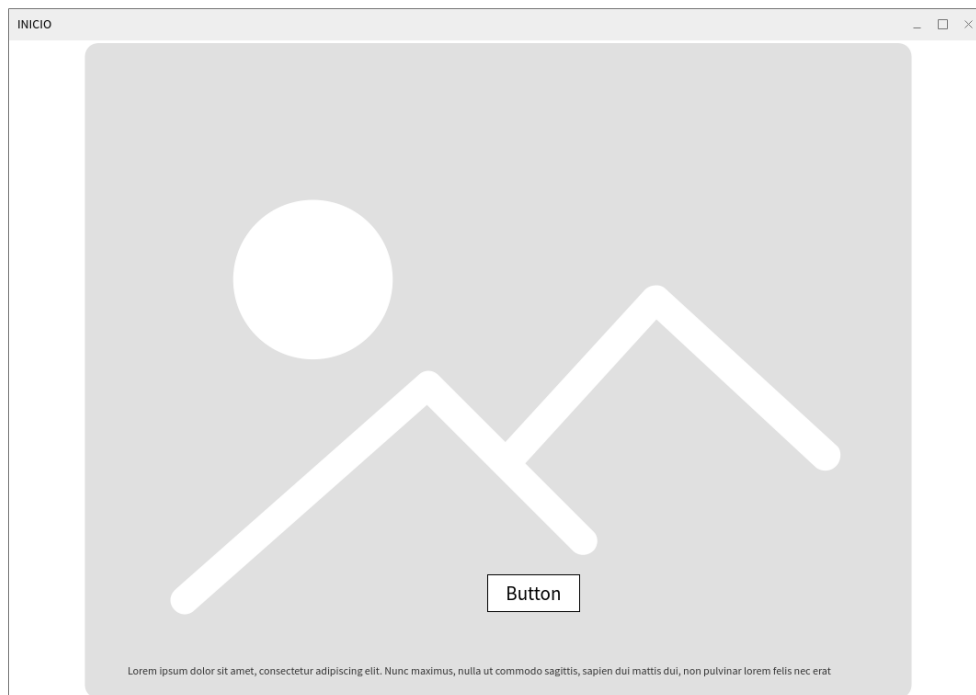 INICIO
Button
Lorem ipsum dolor sit amet, consectetur adipiscing elit. Nunc maximus, nulla ut commodo sagittis, sapien dui mattis dui, non pulvinar lorem felis nec erat